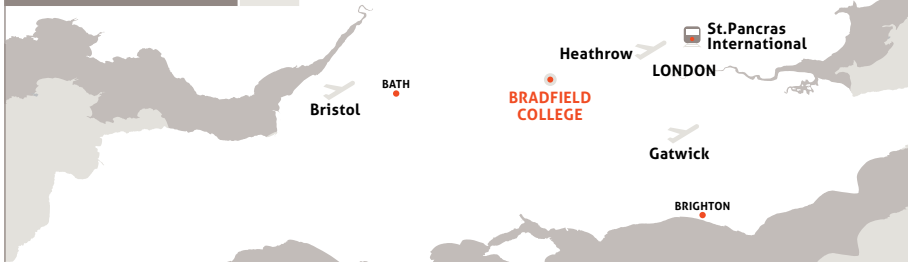 St.Pancras
International
Heathrow
LONDON
BATH
BRADFIELD
COLLEGE
Bristol
Gatwick
BRIGHTON